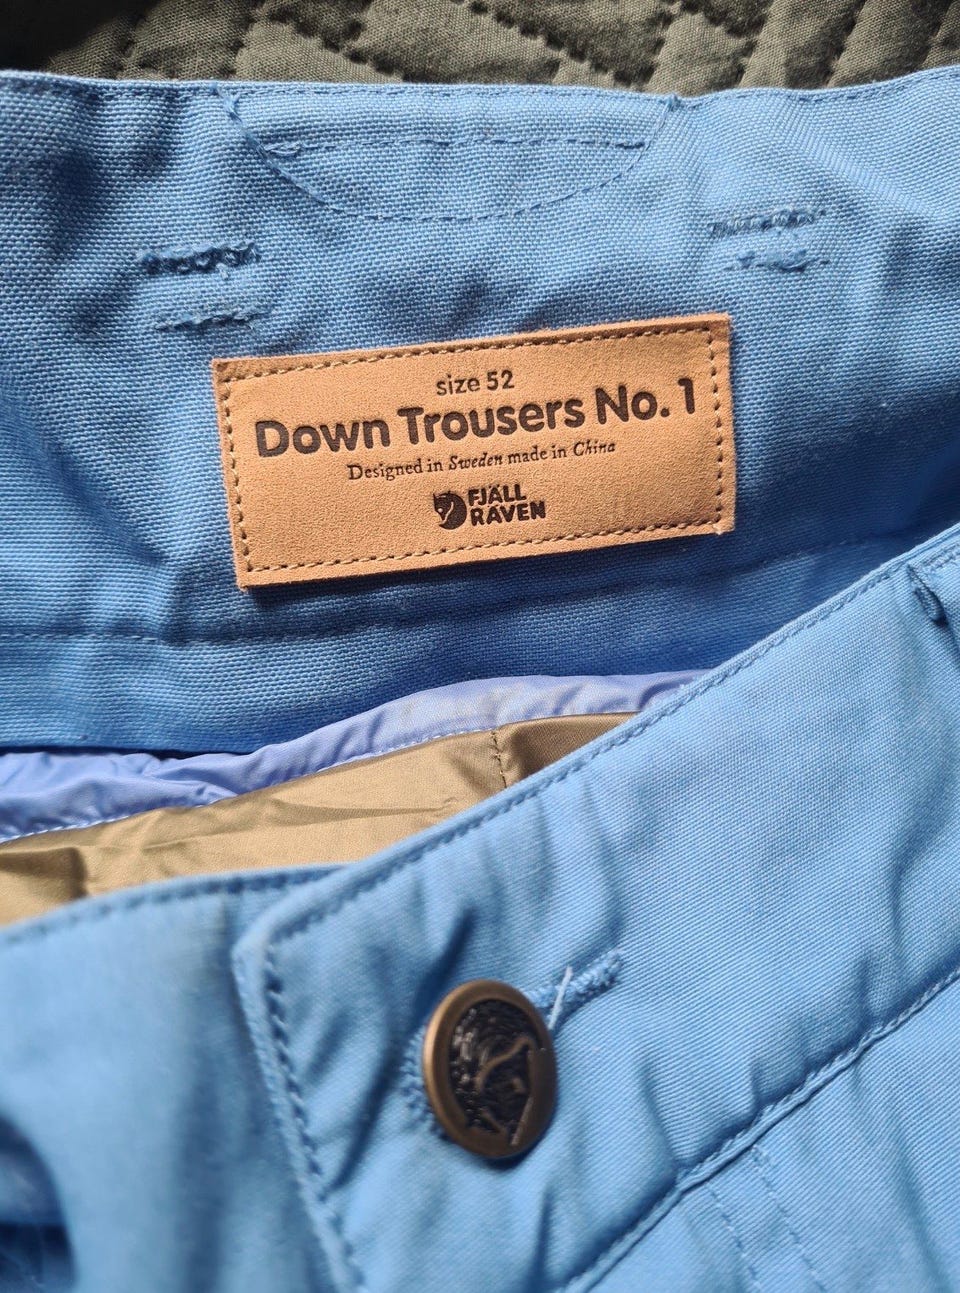 size 52
Down Trousers No. 1
Designed in Sweden made in China
FJÄLL
RÄVEN